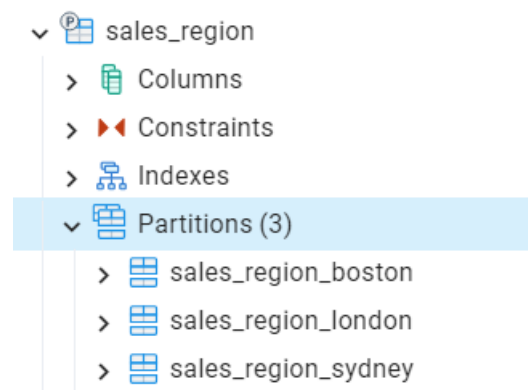 sales_region
Columns
Constraints
Indexes
Partitions (3)
sales_region_boston
sales_region_london
sales_region_sydney